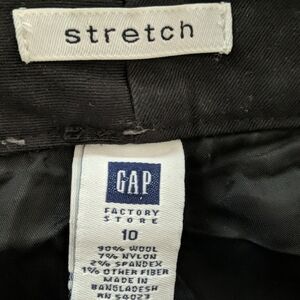 stretch
GAP
FACTORY
STORE
10
90% WOOL
7% NYLON
2% SPANDEX
1% OTHER FIBER
MADE IN
BANGLADESH
RN 54023